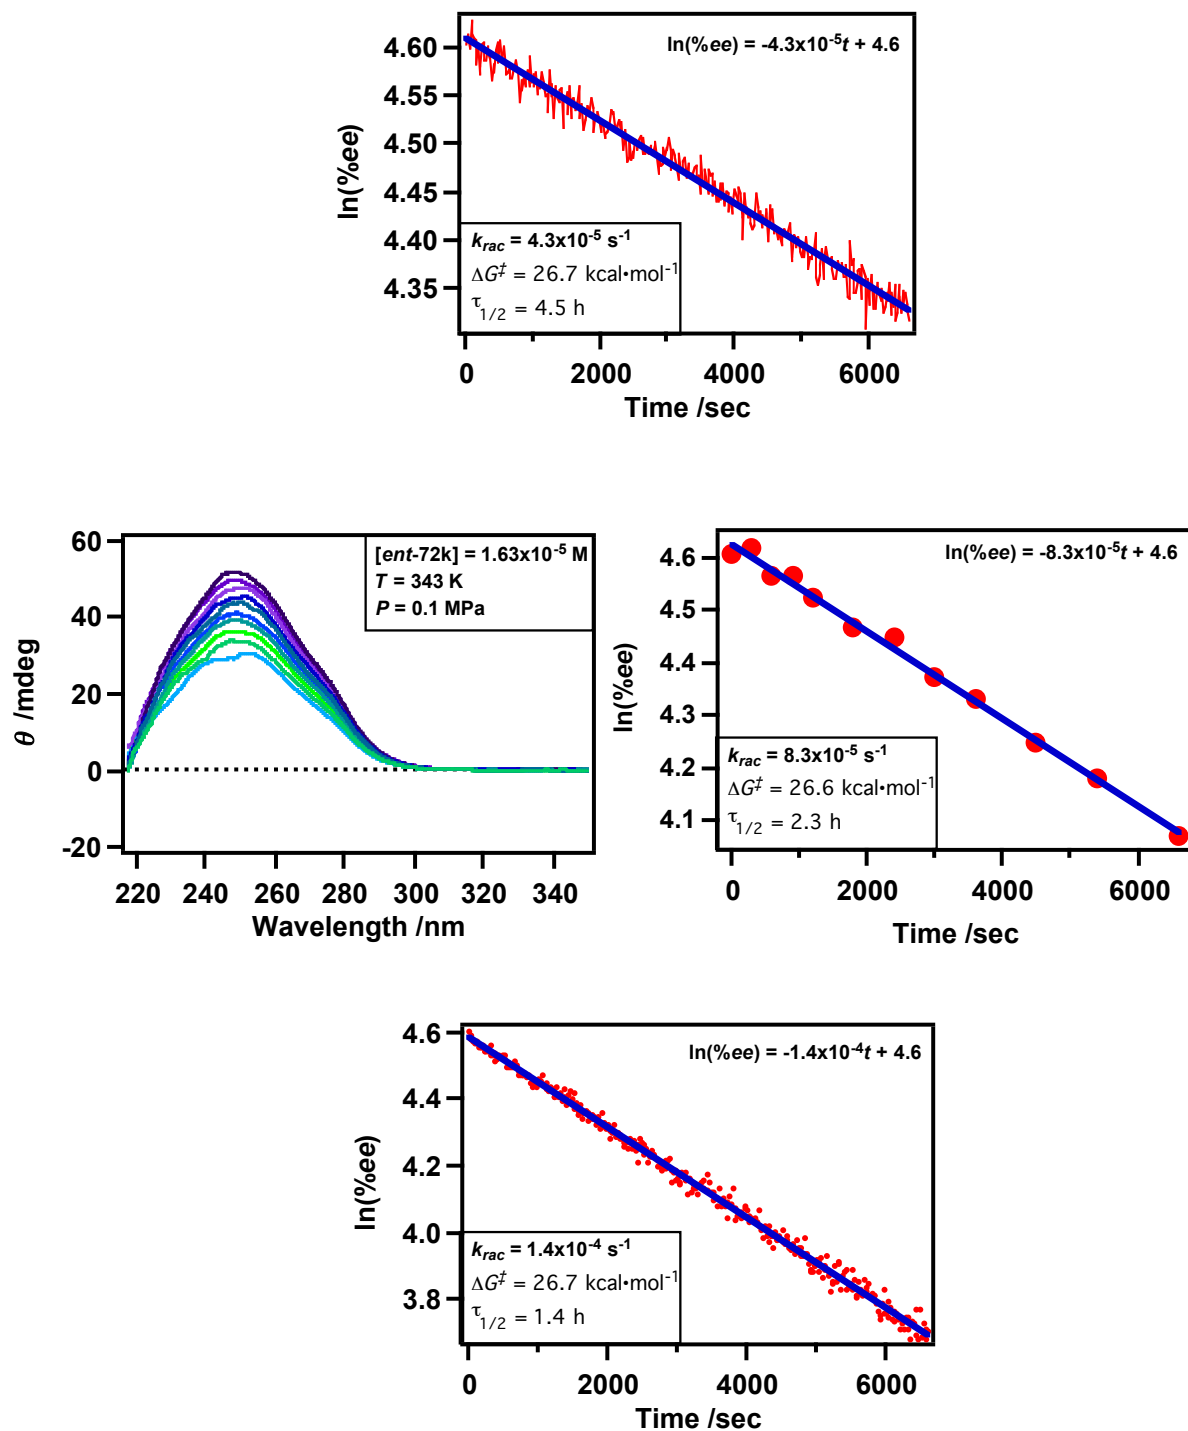 ln(%ee) = -4.3x10⁻⁵t + 4.6
4.60
4.55
4.50
4.45
4.40
4.35
ln(%ee)
k_rac = 4.3x10⁻⁵ s⁻¹
ΔG‡ = 26.7 kcal•mol⁻¹
τ_1/2 = 4.5 h
0 2000 4000 6000
Time /sec
60
40
20
0
-20
θ /mdeg
[ent-72k] = 1.63x10⁻⁵ M
T = 343 K
P = 0.1 MPa
220 240 260 280 300 320 340
Wavelength /nm
ln(%ee) = -8.3x10⁻⁵t + 4.6
4.6
4.5
4.4
4.3
4.2
4.1
ln(%ee)
k_rac = 8.3x10⁻⁵ s⁻¹
ΔG‡ = 26.6 kcal•mol⁻¹
τ_1/2 = 2.3 h
0 2000 4000 6000
Time /sec
ln(%ee) = -1.4x10⁻⁴t + 4.6
4.6
4.4
4.2
4.0
3.8
ln(%ee)
k_rac = 1.4x10⁻⁴ s⁻¹
ΔG‡ = 26.7 kcal•mol⁻¹
τ_1/2 = 1.4 h
0 2000 4000 6000
Time /sec